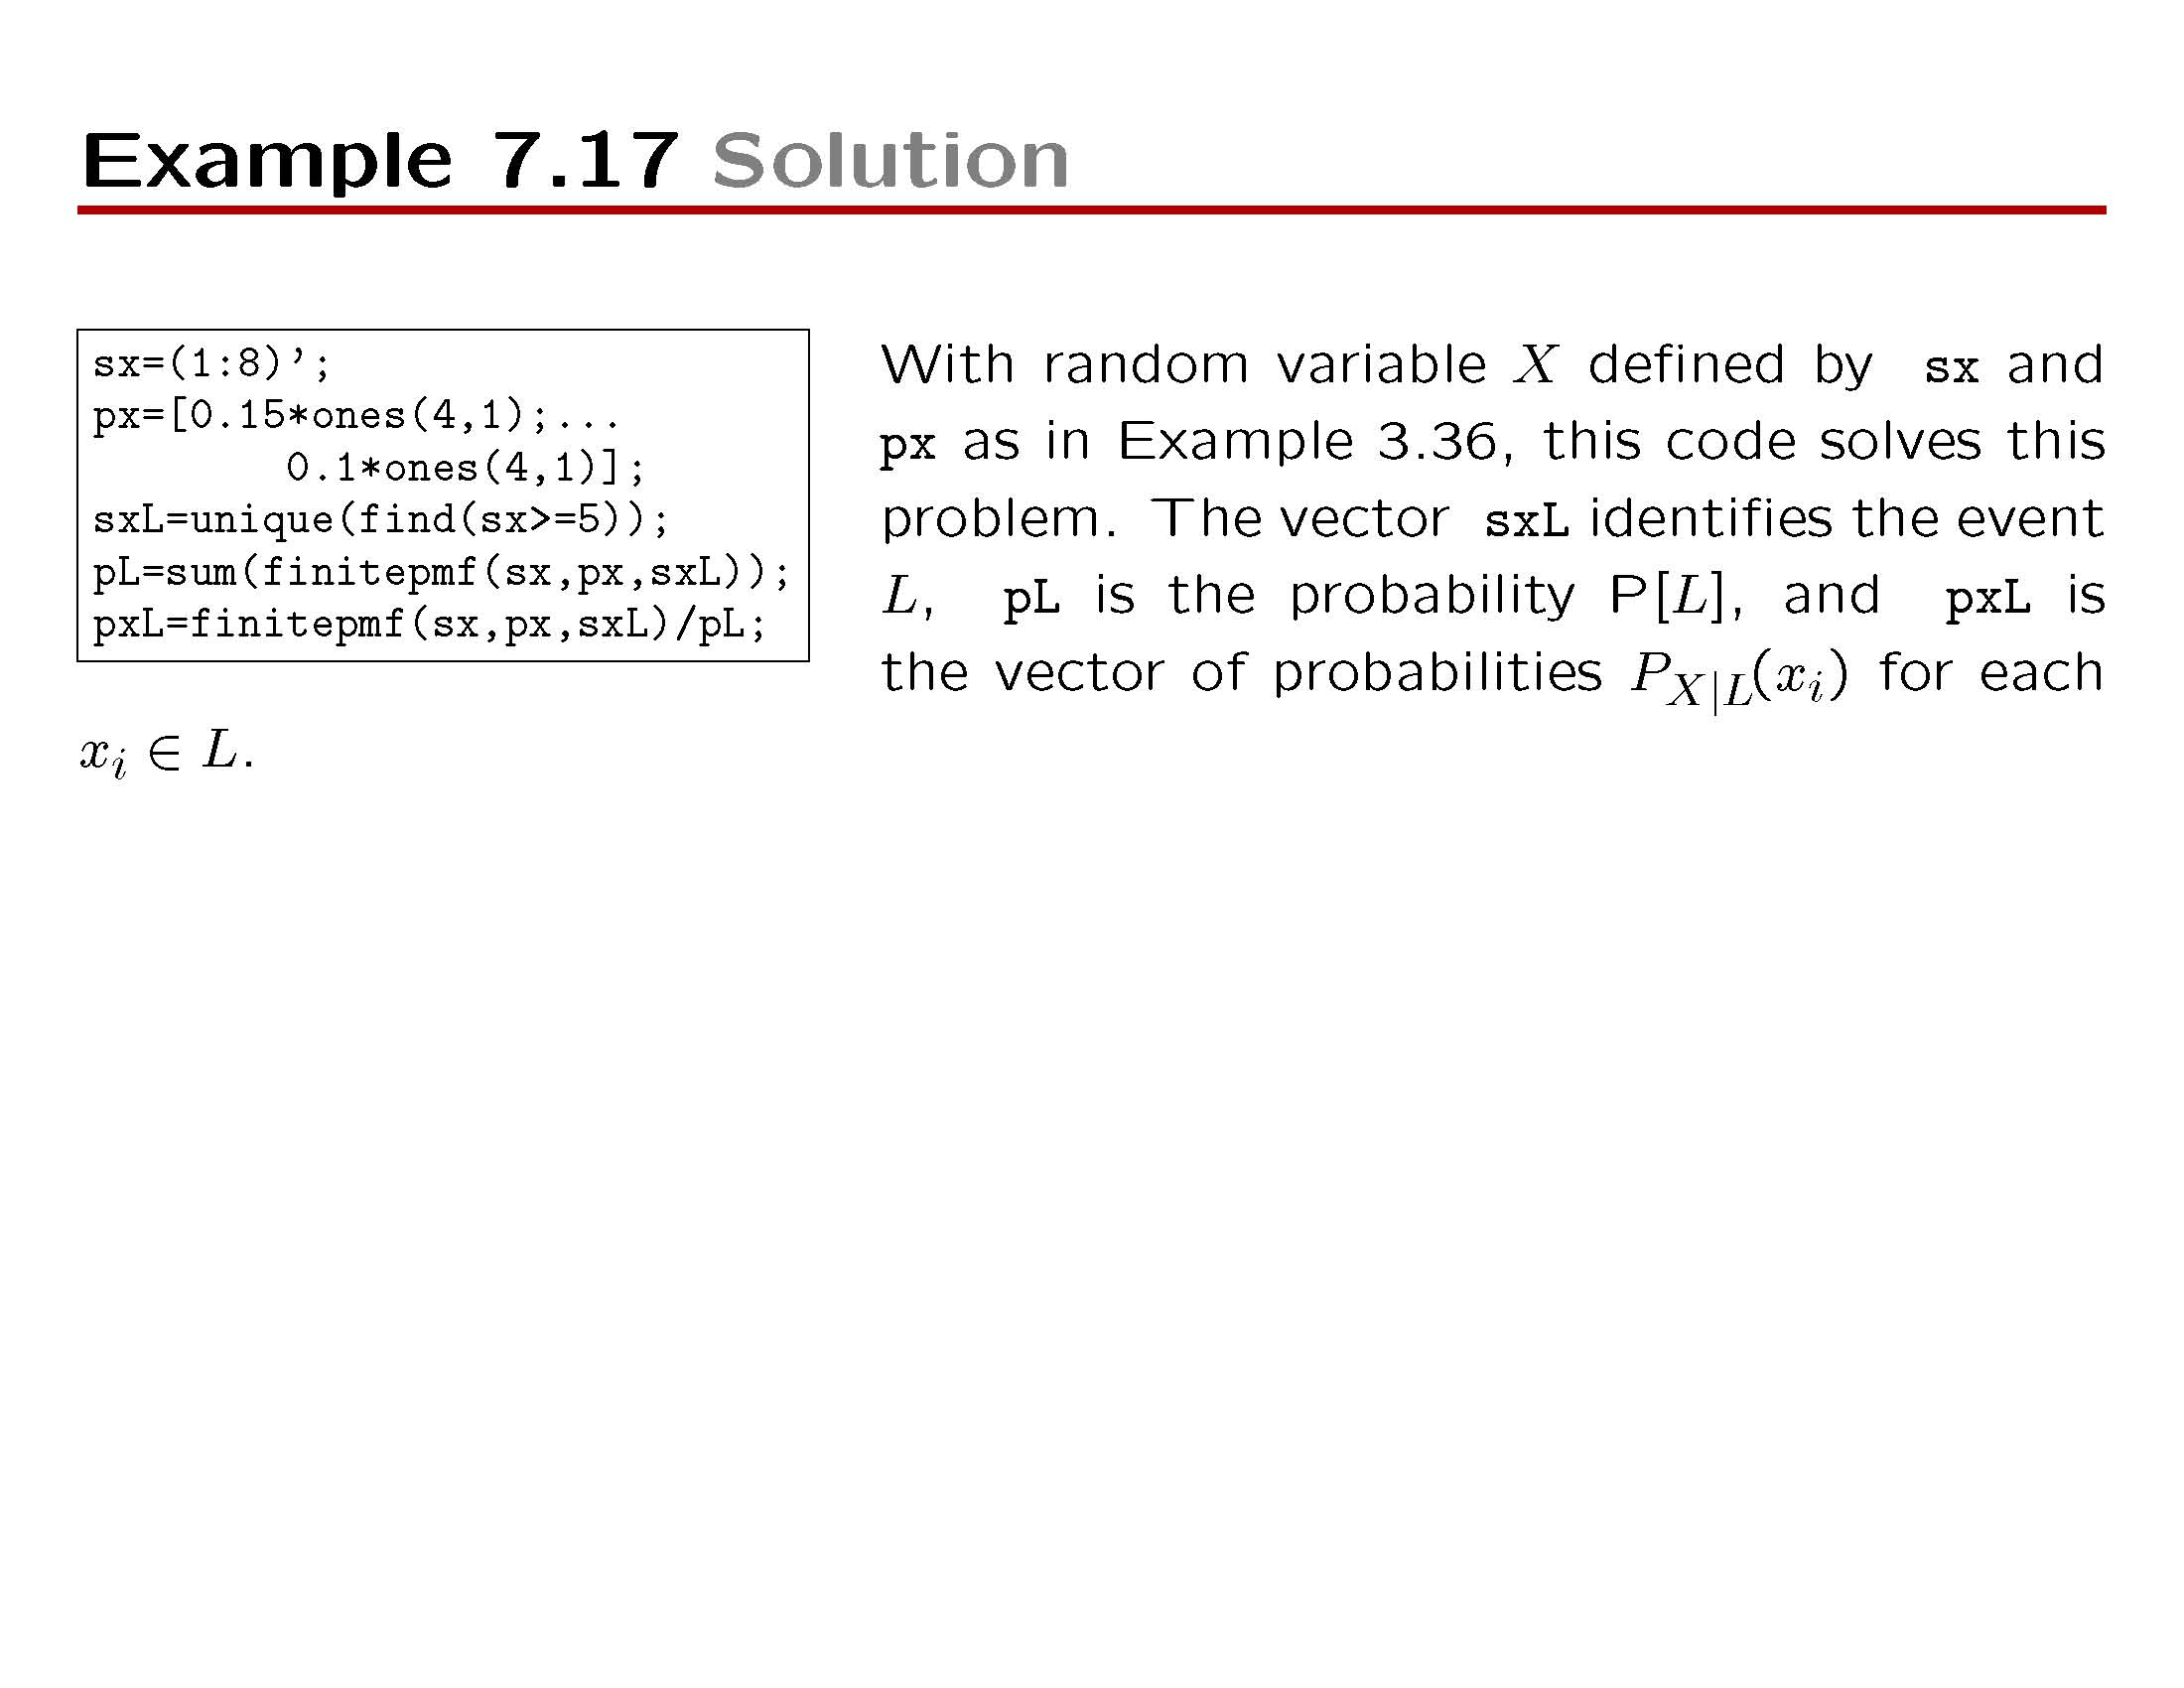 Example 7.17 Solution
sx=(1:8)’;
px=[0.15*ones(4,1);...
0.1*ones(4,1)];
sxL=unique(find(sx>=5));
pL=sum(finitepmf(sx,px,sxL));
pxL=finitepmf(sx,px,sxL)/pL;
With random variable X defined by sx and
px as in Example 3.36, this code solves this
problem. The vector sxL identifies the event
L, pL is the probability P[L], and pxL is
the vector of probabilities P_{X|L}(x_i) for each
x_i ∈ L.